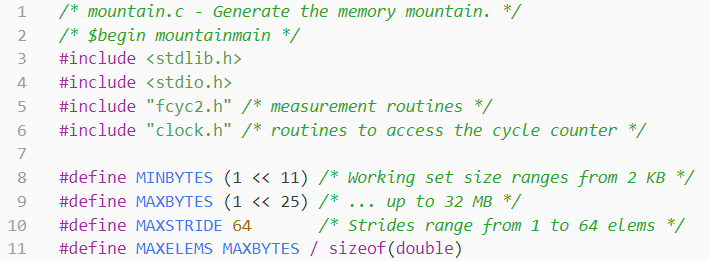 1 /* mountain.c - Generate the memory mountain. */
2 /* $begin mountainmain */
3 #include <stdlib.h>
4 #include <stdio.h>
5 #include "fcyc2.h" /* measurement routines */
6 #include "clock.h" /* routines to access the cycle counter */
7
8 #define MINBYTES (1 << 11) /* Working set size ranges from 2 KB */
9 #define MAXBYTES (1 << 25) /* ... up to 32 MB */
10 #define MAXSTRIDE 64 /* Strides range from 1 to 64 elems */
11 #define MAXELEMS MAXBYTES / sizeof(double)